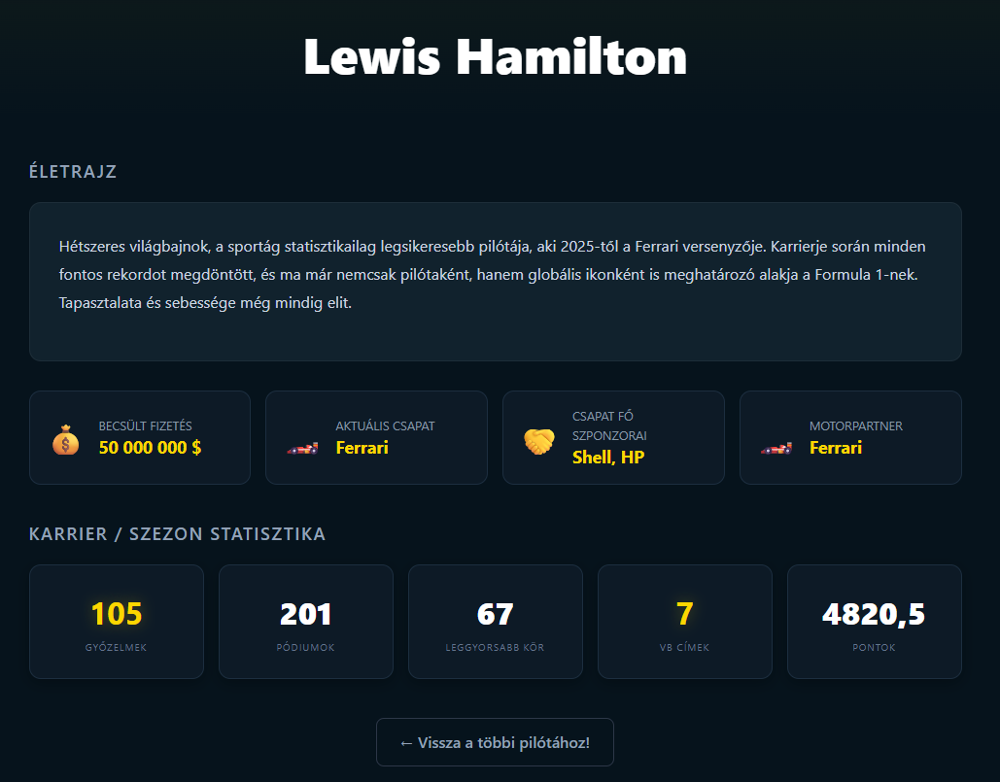 Lewis Hamilton
ÉLETRAJZ
Hétszeres világbajnok, a sportág statisztikailag legsikeresebb pilótája, aki 2025-től a Ferrari versenyzője. Karrierje során minden
fontos rekordot megdöntött, és ma már nemcsak pilótaként, hanem globális ikonként is meghatározó alakja a Formula 1-nek.
Tapasztalata és sebessége még mindig elit.
BECSÜLT FIZETÉS
50 000 000 $
AKTUÁLIS CSAPAT
Ferrari
CSAPAT FŐ
SZPONZORAI
Shell, HP
MOTORPARTNER
Ferrari
KARRIER / SZEZON STATISZTIKA
105
GYŐZELMEK
201
PÓDIUMOK
67
LEGGYORSABB KÖR
7
VB CÍMEK
4820,5
PONTOK
← Vissza a többi pilótához!